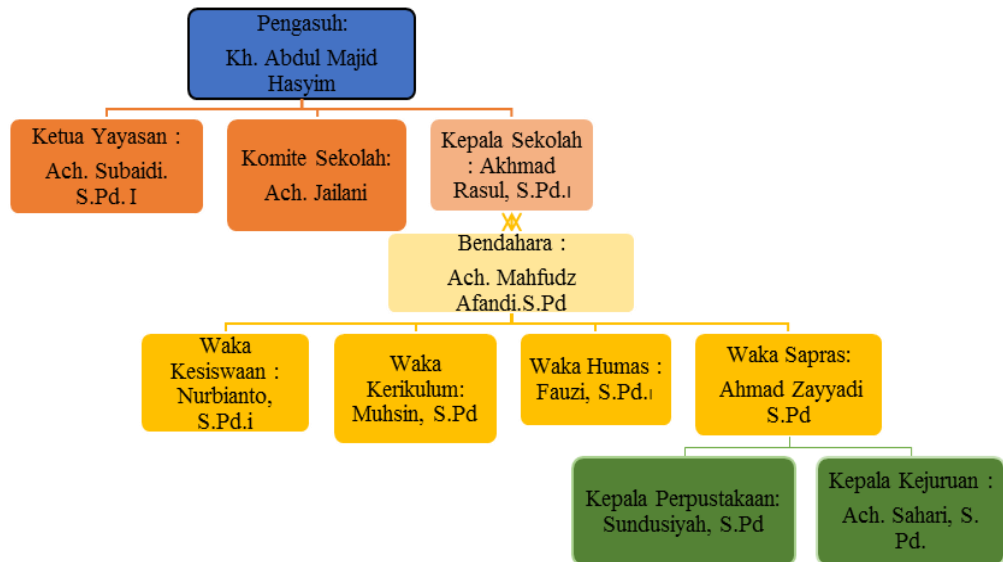 Pengasuh:
Kh. Abdul Majid
Hasyim
Ketua Yayasan :
Ach. Subaidi.
S.Pd. I
Komite Sekolah:
Ach. Jailani
Kepala Sekolah
: Akhmad
Rasul, S.Pd.I
Bendahara :
Ach. Mahfudz
Afandi.S.Pd
Waka
Kesiswaan :
Nurbianto,
S.Pd.i
Waka
Kerikulum:
Muhsin, S.Pd
Waka Humas :
Fauzi, S.Pd.I
Waka Sapras:
Ahmad Zayyadi
S.Pd
Kepala Perpustakaan:
Sundusiyah, S.Pd
Kepala Kejuruan :
Ach. Sahari, S.
Pd.